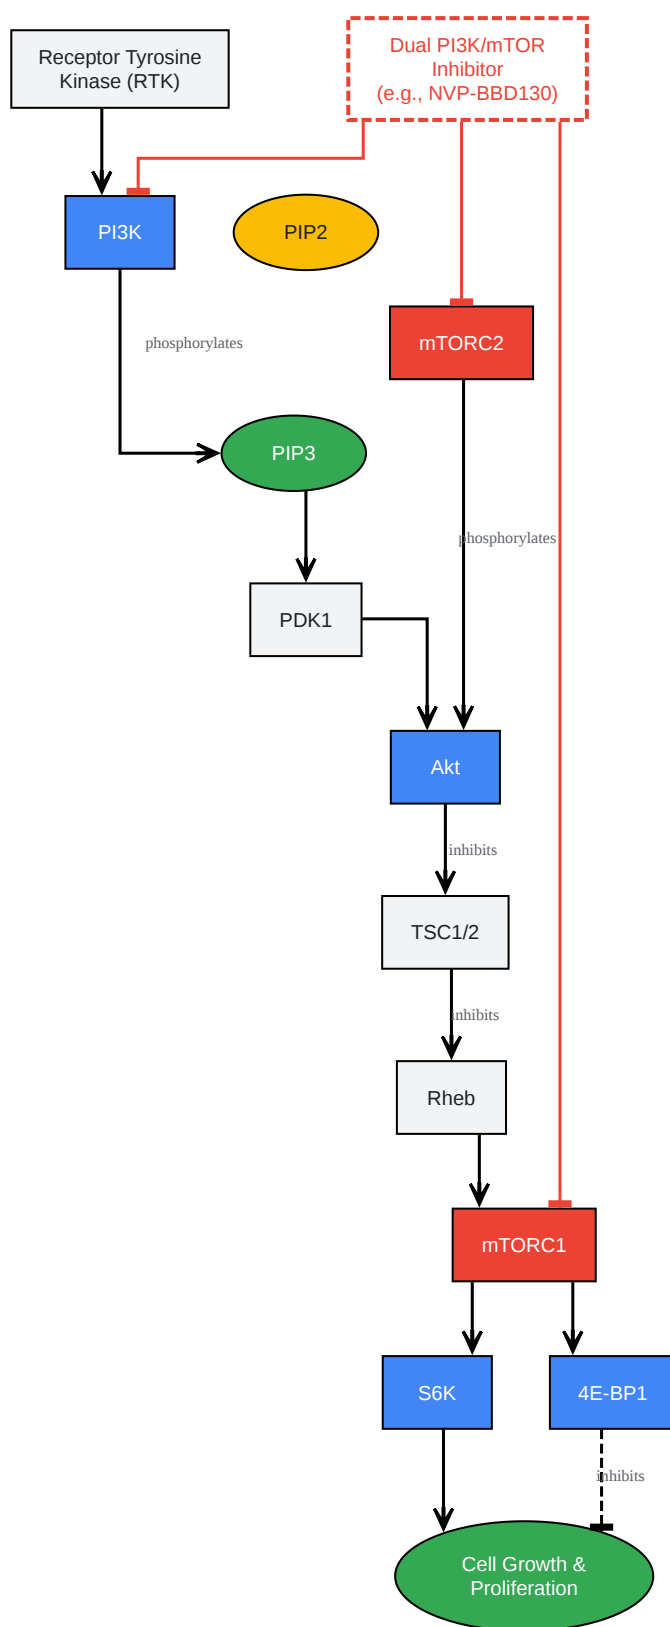 Receptor Tyrosine
Kinase (RTK)
Dual PI3K/mTOR
Inhibitor
(e.g., NVP-BBD130)
PI3K
PIP2
phosphorylates
mTORC2
PIP3
phosphorylates
PDK1
Akt
inhibits
TSC1/2
inhibits
Rheb
mTORC1
S6K
4E-BP1
inhibits
Cell Growth &
Proliferation